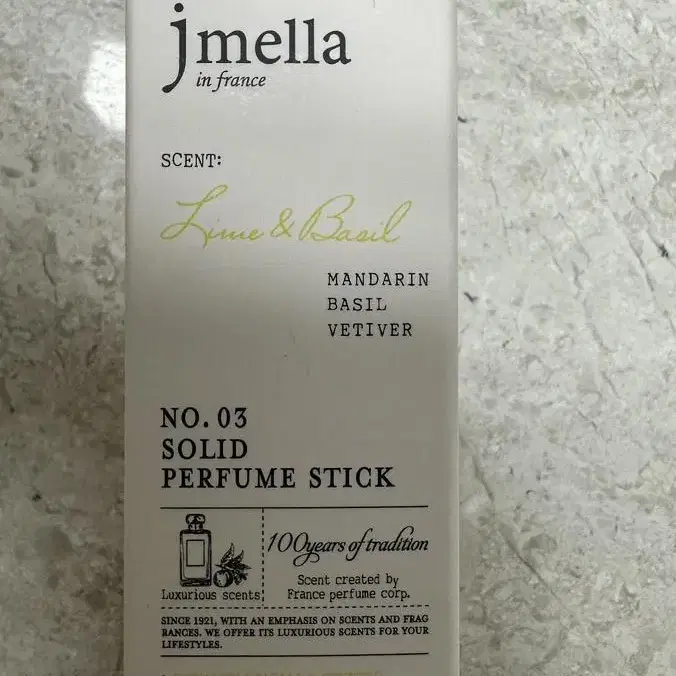 jmella
in france
SCENT:
Lime & Basil
MANDARIN
BASIL
VETIVER
NO. 03
SOLID
PERFUME STICK
100years of tradition
Luxurious scents
Scent created by
France perfume corp.
SINCE 1921, WITH AN EMPHASIS ON SCENTS AND FRAG
RANCES. WE OFFER ITS LUXURIOUS SCENTS FOR YOUR
LIFESTYLES.